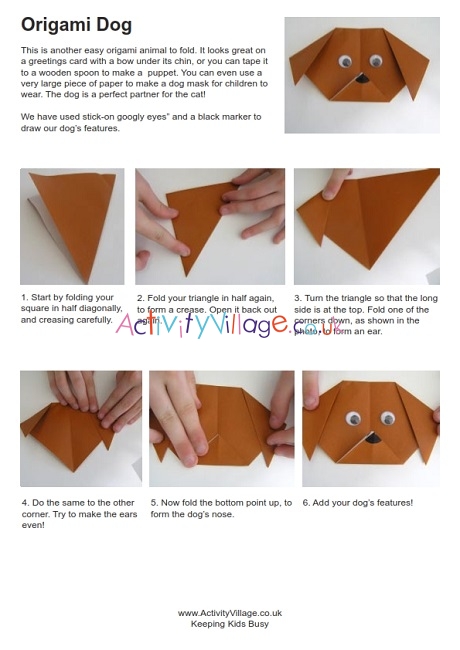 Origami Dog
This is another easy origami animal to fold. It looks great on
a greetings card with a bow under its chin, or you can tape it
to a wooden spoon to make a  puppet. You can even use a
very large piece of paper to make a dog mask for children to
wear. The dog is a perfect partner for the cat!
We have used stick-on googly eyes” and a black marker to
draw our dog’s features.
1. Start by folding your
square in half diagonally,
and creasing carefully.
2. Fold your triangle in half again,
to form a crease. Open it back out
again.
3. Turn the triangle so that the long
side is at the top. Fold one of the
corners down, as shown in the
photo, to form an ear.
ActivityVillage.co.uk
4. Do the same to the other
corner. Try to make the ears
even!
5. Now fold the bottom point up, to
form the dog’s nose.
6. Add your dog’s features!
www.ActivityVillage.co.uk
Keeping Kids Busy